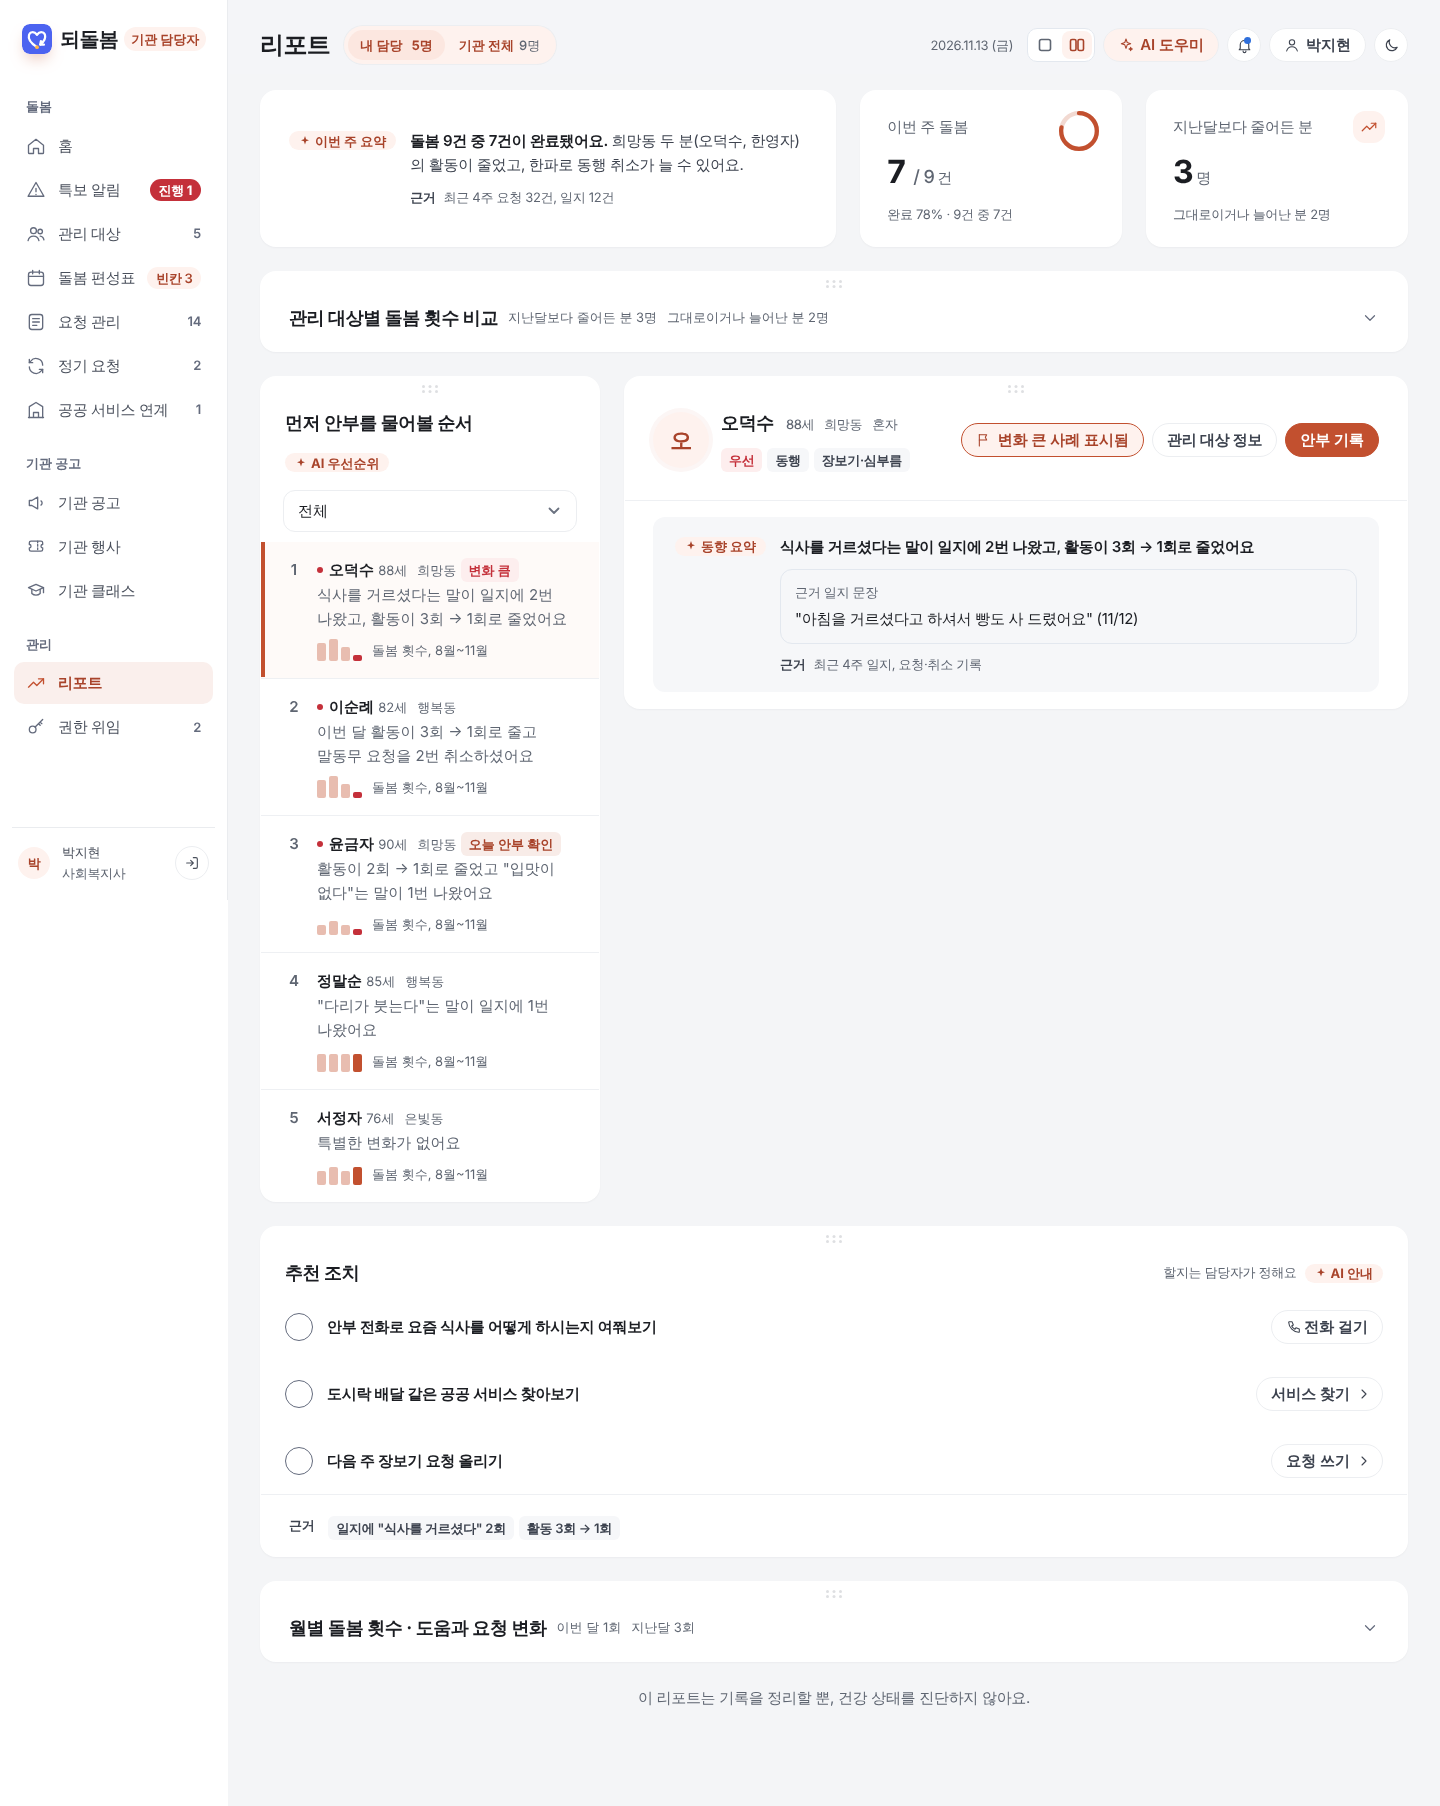 되돌봄 기관 담당자
돌봄
홈
특보 알림 진행 1
관리 대상 5
돌봄 편성표 빈칸 3
요청 관리 14
정기 요청 2
공공 서비스 연계 1
기관 공고
기관 공고
기관 행사
기관 클래스
관리
리포트
권한 위임 2
박 박지현
사회복지사
리포트 내 담당 5명 기관 전체 9명
2026.11.13 (금) AI 도우미 박지현
이번 주 요약 돌봄 9건 중 7건이 완료됐어요. 희망동 두 분(오덕수, 한영자)
의 활동이 줄었고, 한파로 동행 취소가 늘 수 있어요.
근거 최근 4주 요청 32건, 일지 12건
이번 주 돌봄
7 / 9 건
완료 78% · 9건 중 7건
지난달보다 줄어든 분
3 명
그대로이거나 늘어난 분 2명
관리 대상별 돌봄 횟수 비교 지난달보다 줄어든 분 3명 그대로이거나 늘어난 분 2명
먼저 안부를 물어볼 순서
AI 우선순위
전체
1 오덕수 88세 희망동 변화 큼
식사를 거르셨다는 말이 일지에 2번
나왔고, 활동이 3회 → 1회로 줄었어요
돌봄 횟수, 8월~11월
2 이순례 82세 행복동
이번 달 활동이 3회 → 1회로 줄고
말동무 요청을 2번 취소하셨어요
돌봄 횟수, 8월~11월
3 윤금자 90세 희망동 오늘 안부 확인
활동이 2회 → 1회로 줄었고 "입맛이
없다"는 말이 1번 나왔어요
돌봄 횟수, 8월~11월
4 정말순 85세 행복동
"다리가 붓는다"는 말이 일지에 1번
나왔어요
돌봄 횟수, 8월~11월
5 서정자 76세 은빛동
특별한 변화가 없어요
돌봄 횟수, 8월~11월
오 오덕수 88세 희망동 혼자
우선 동행 장보기·심부름
변화 큰 사례 표시됨 관리 대상 정보 안부 기록
동향 요약 식사를 거르셨다는 말이 일지에 2번 나왔고, 활동이 3회 → 1회로 줄었어요
근거 일지 문장
"아침을 거르셨다고 하셔서 빵도 사 드렸어요" (11/12)
근거 최근 4주 일지, 요청·취소 기록
추천 조치 할지는 담당자가 정해요 AI 안내
안부 전화로 요즘 식사를 어떻게 하시는지 여쭤보기 전화 걸기
도시락 배달 같은 공공 서비스 찾아보기 서비스 찾기
다음 주 장보기 요청 올리기 요청 쓰기
근거 일지에 "식사를 거르셨다" 2회 활동 3회 → 1회
월별 돌봄 횟수 · 도움과 요청 변화 이번 달 1회 지난달 3회
이 리포트는 기록을 정리할 뿐, 건강 상태를 진단하지 않아요.